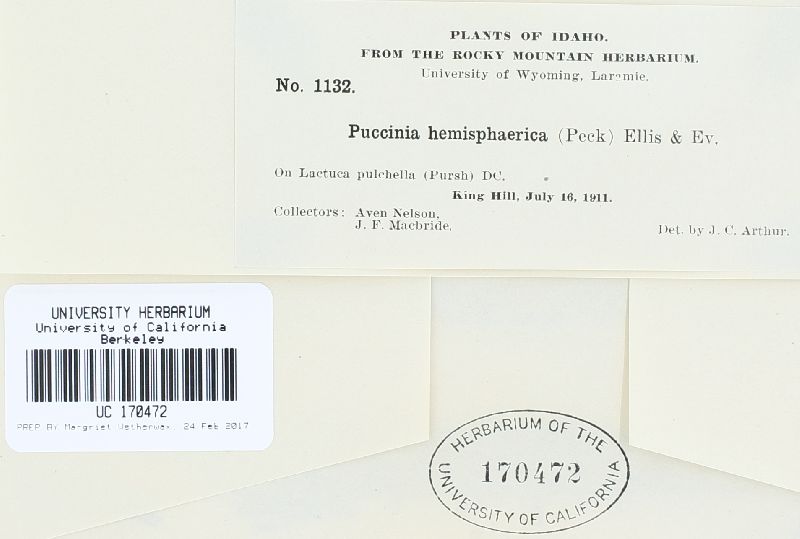 PLANTS OF IDAHO.
FROM THE ROCKY MOUNTAIN HERBARIUM.
University of Wyoming, Laramie.
No. 1132.
Puccinia hemisphaerica (Peck) Ellis & Ev.
On Lactuca pulchella (Pursh) DC.
King Hill, July 16, 1911.
Collectors: Aven Nelson,
J. F. Macbride.
Det. by J. C. Arthur.
UNIVERSITY HERBARIUM
University of California
Berkeley
UC 170472
PREP BY Margriet Wetherwax 24 Feb 2017
HERBARIUM OF THE
170472
UNIVERSITY OF CALIFORNIA